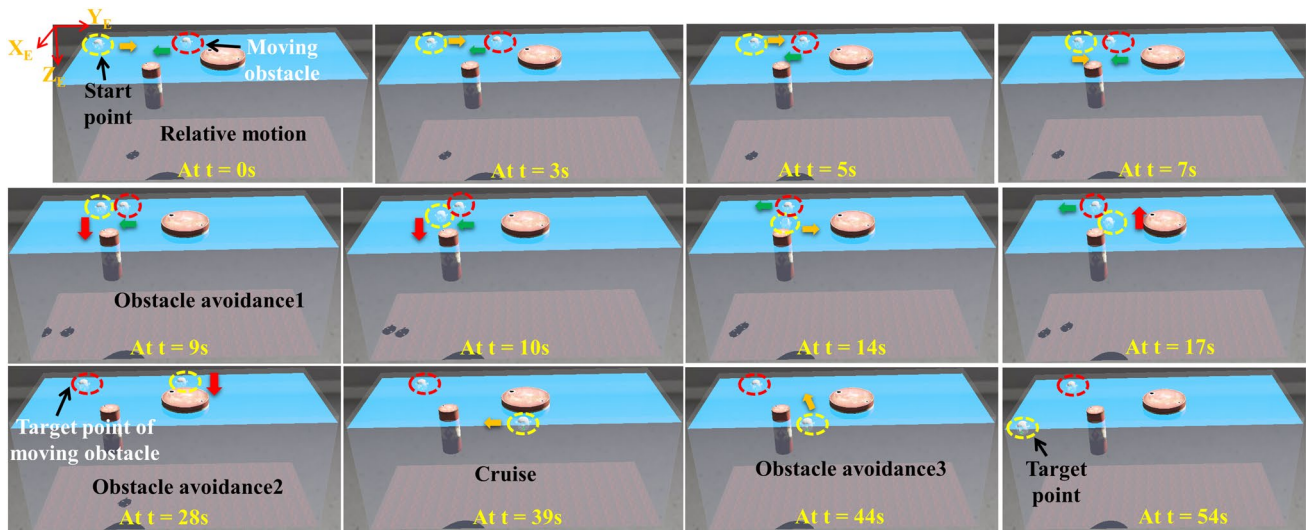 Y_E
X_E
Z_E
Start
point
Moving
obstacle
Relative motion
At t = 0s
At t = 3s
At t = 5s
At t = 7s
Obstacle avoidance1
At t = 9s
At t = 10s
At t = 14s
At t = 17s
Target point of
moving obstacle
Obstacle avoidance2
At t = 28s
Cruise
At t = 39s
Obstacle avoidance3
At t = 44s
Target
point
At t = 54s